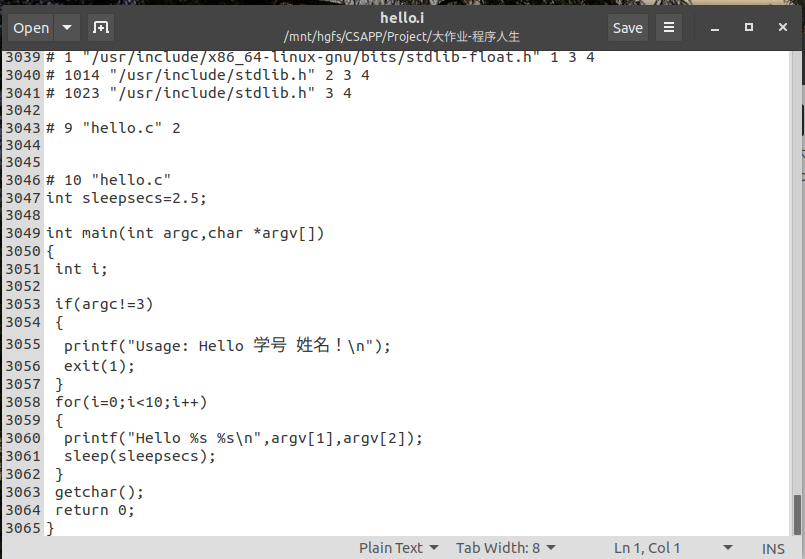 hello.i
Open
/mnt/hgfs/CSAPP/Project/大作业-程序人生
Save
3039 # 1 "/usr/include/x86_64-linux-gnu/bits/stdlib-float.h" 1 3 4
3040 # 1014 "/usr/include/stdlib.h" 2 3 4
3041 # 1023 "/usr/include/stdlib.h" 3 4
3042
3043 # 9 "hello.c" 2
3044
3045
3046 # 10 "hello.c"
3047 int sleepsecs=2.5;
3048
3049 int main(int argc,char *argv[])
3050 {
3051  int i;
3052
3053  if(argc!=3)
3054  {
3055   printf("Usage: Hello 学号 姓名！\n");
3056   exit(1);
3057  }
3058  for(i=0;i<10;i++)
3059  {
3060   printf("Hello %s %s\n",argv[1],argv[2]);
3061   sleep(sleepsecs);
3062  }
3063  getchar();
3064  return 0;
3065 }
Plain Text Tab Width: 8 Ln 1, Col 1 INS